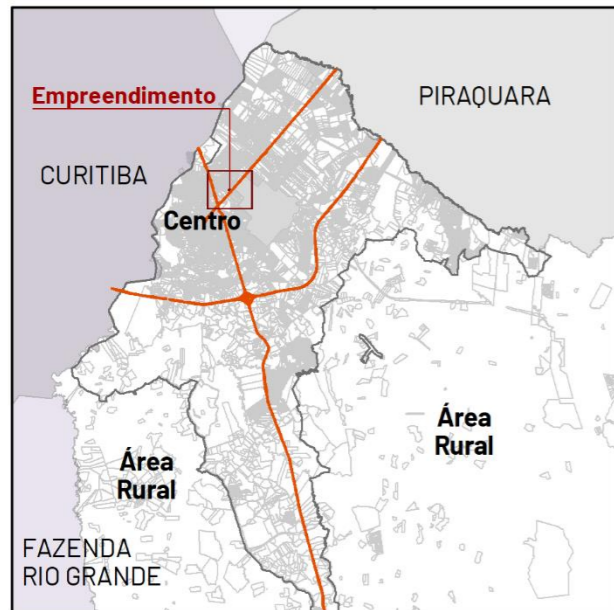 Empreendimento
PIRAQUARA
CURITIBA
Centro
Área
Rural
Área
Rural
FAZENDA
RIO GRANDE